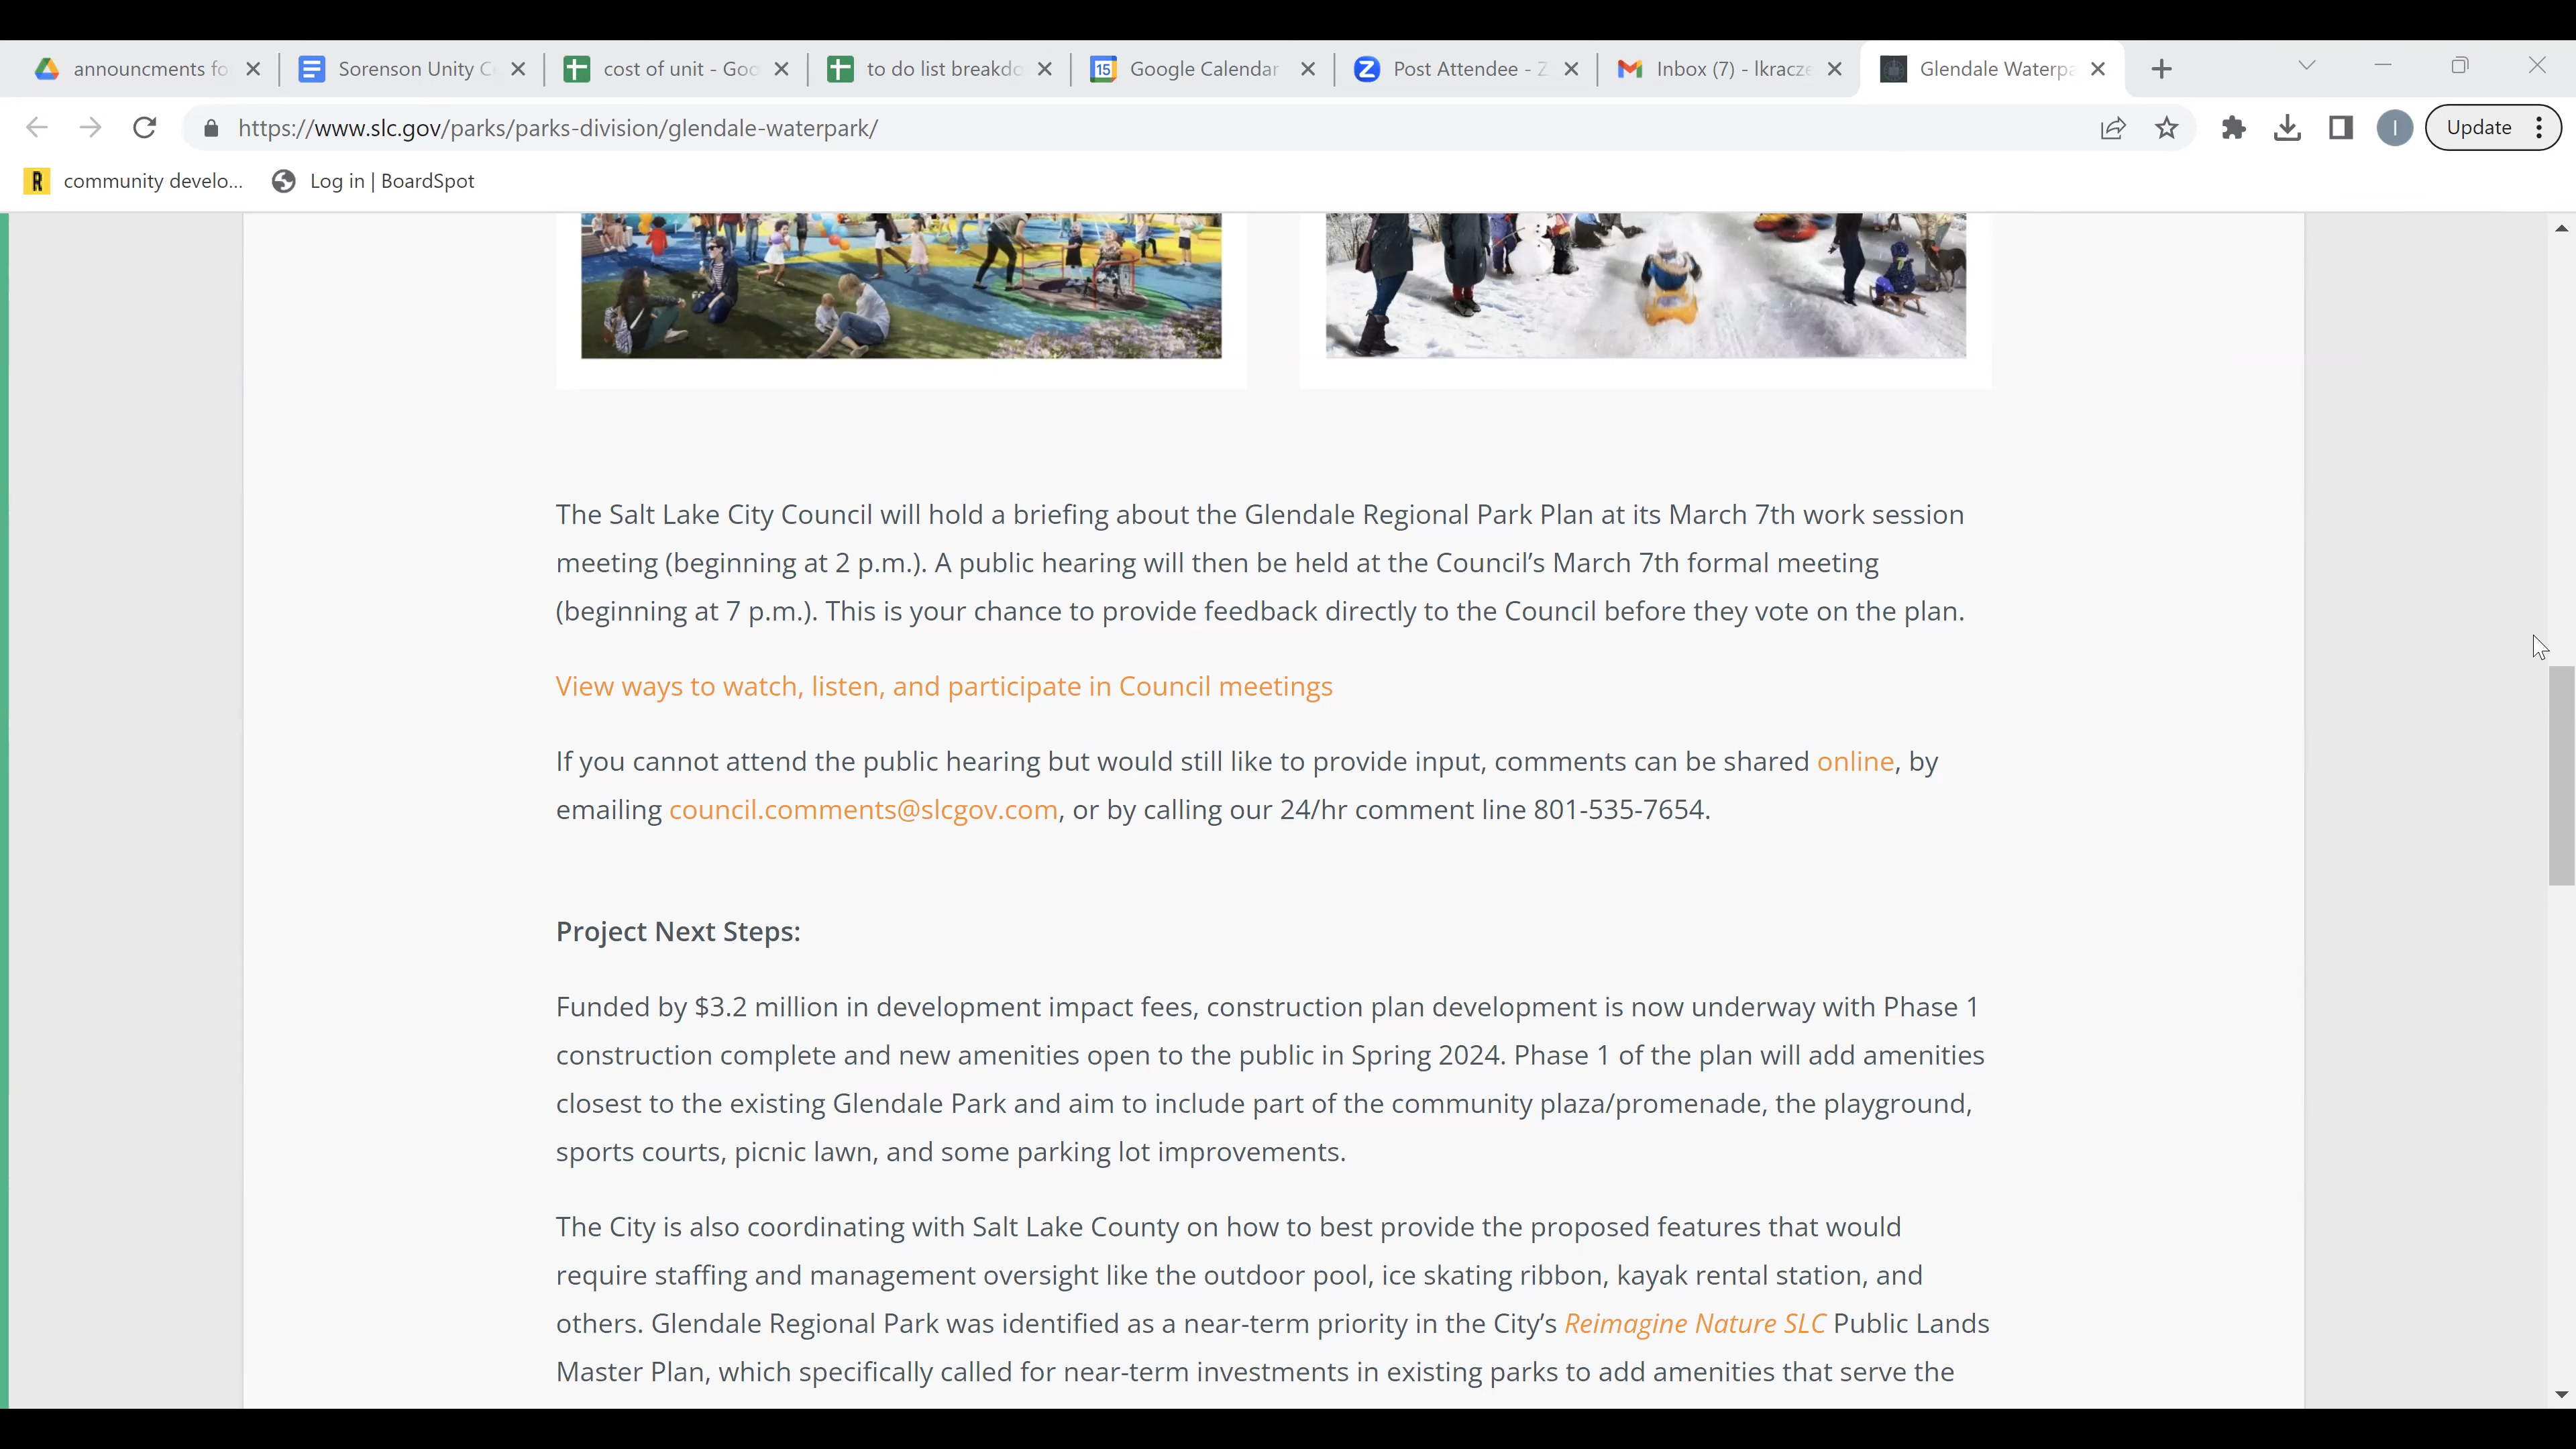 announcments fo
Sorenson Unity C
cost of unit - Goo
to do list breakdo
15
Google Calendar
Post Attendee - Z
Inbox (7) - lkracze
Glendale Waterpa
https://www.slc.gov/parks/parks-division/glendale-waterpark/
I
Update
R
community develo...
Log in | BoardSpot
The Salt Lake City Council will hold a briefing about the Glendale Regional Park Plan at its March 7th work session
meeting (beginning at 2 p.m.). A public hearing will then be held at the Council’s March 7th formal meeting
(beginning at 7 p.m.). This is your chance to provide feedback directly to the Council before they vote on the plan.
View ways to watch, listen, and participate in Council meetings
If you cannot attend the public hearing but would still like to provide input, comments can be shared online, by
emailing council.comments@slcgov.com, or by calling our 24/hr comment line 801-535-7654.
Project Next Steps:
Funded by $3.2 million in development impact fees, construction plan development is now underway with Phase 1
construction complete and new amenities open to the public in Spring 2024. Phase 1 of the plan will add amenities
closest to the existing Glendale Park and aim to include part of the community plaza/promenade, the playground,
sports courts, picnic lawn, and some parking lot improvements.
The City is also coordinating with Salt Lake County on how to best provide the proposed features that would
require staffing and management oversight like the outdoor pool, ice skating ribbon, kayak rental station, and
others. Glendale Regional Park was identified as a near-term priority in the City’s Reimagine Nature SLC Public Lands
Master Plan, which specifically called for near-term investments in existing parks to add amenities that serve the